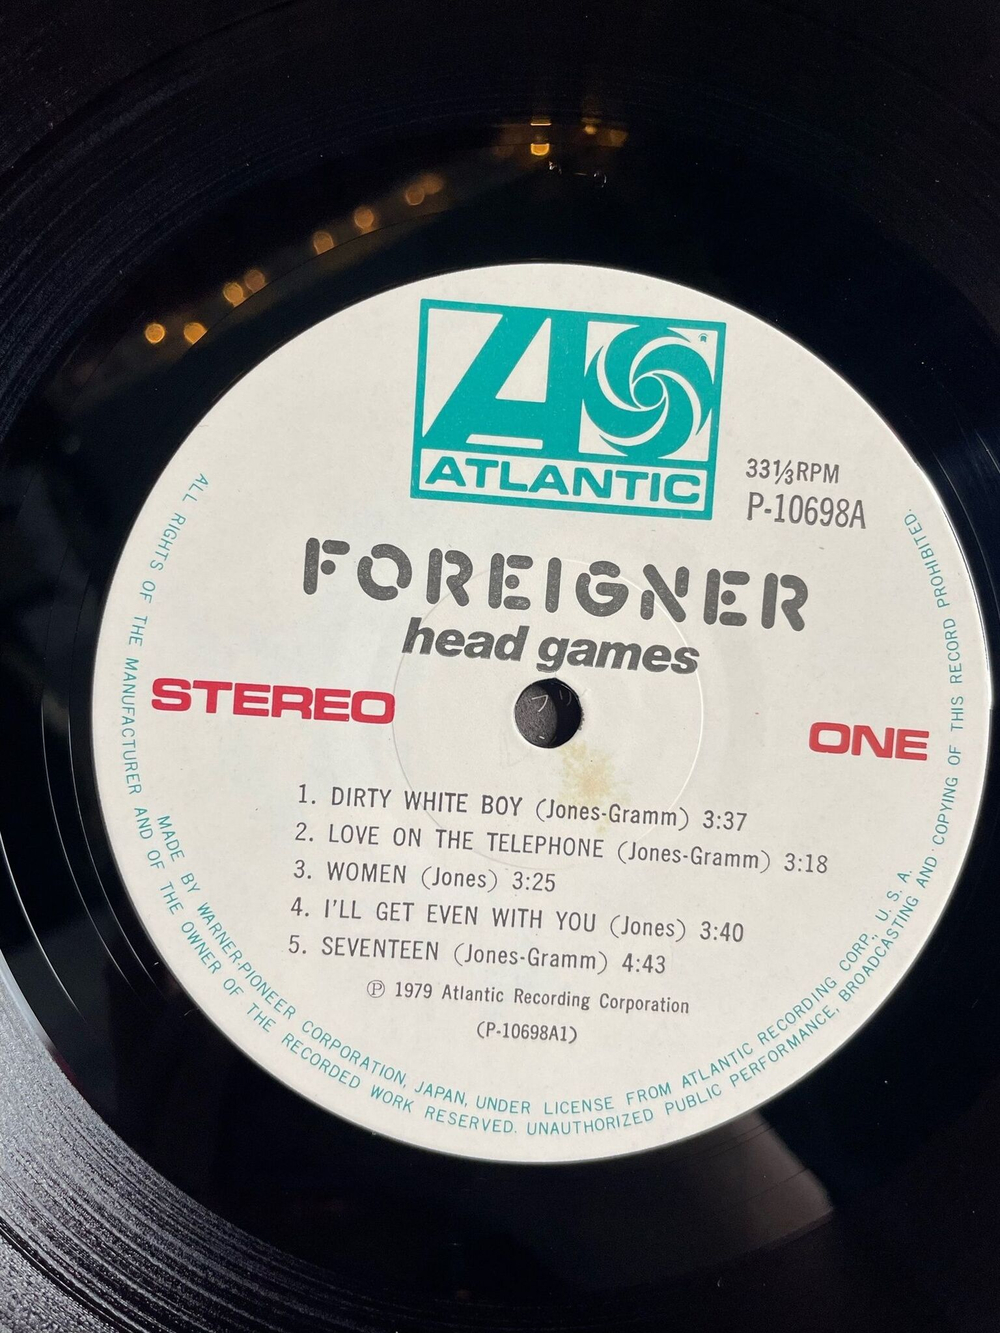 ATLANTIC
33⅓RPM
P-10698A
FOREIGNER
head games
STEREO
ONE
1. DIRTY WHITE BOY (Jones-Gramm) 3:37
2. LOVE ON THE TELEPHONE (Jones-Gramm) 3:18
3. WOMEN (Jones) 3:25
4. I'LL GET EVEN WITH YOU (Jones) 3:40
5. SEVENTEEN (Jones-Gramm) 4:43
Ⓟ 1979 Atlantic Recording Corporation
(P-10698A1)
MADE BY WARNER-PIONEER CORPORATION, JAPAN, UNDER LICENSE FROM ATLANTIC RECORDING CORP., U. S. A.
ALL RIGHTS OF THE MANUFACTURER AND OF THE OWNER OF THE RECORDED WORK RESERVED. UNAUTHORIZED PUBLIC PERFORMANCE, BROADCASTING AND COPYING OF THIS RECORD PROHIBITED.